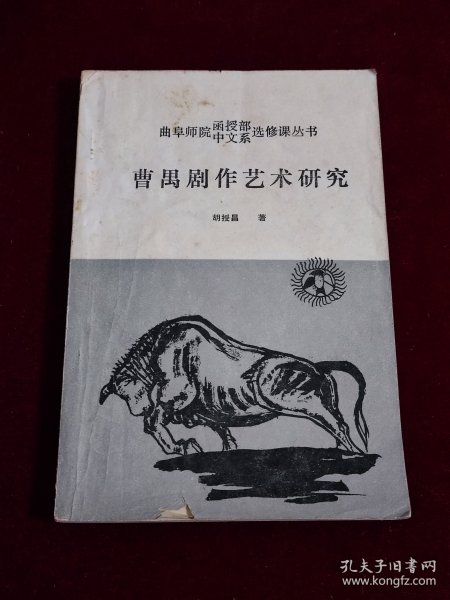 曲阜师院函授部中文系选修课丛书
曹禺剧作艺术研究
胡授昌 著
孔夫子旧书网
www.kongfz.com